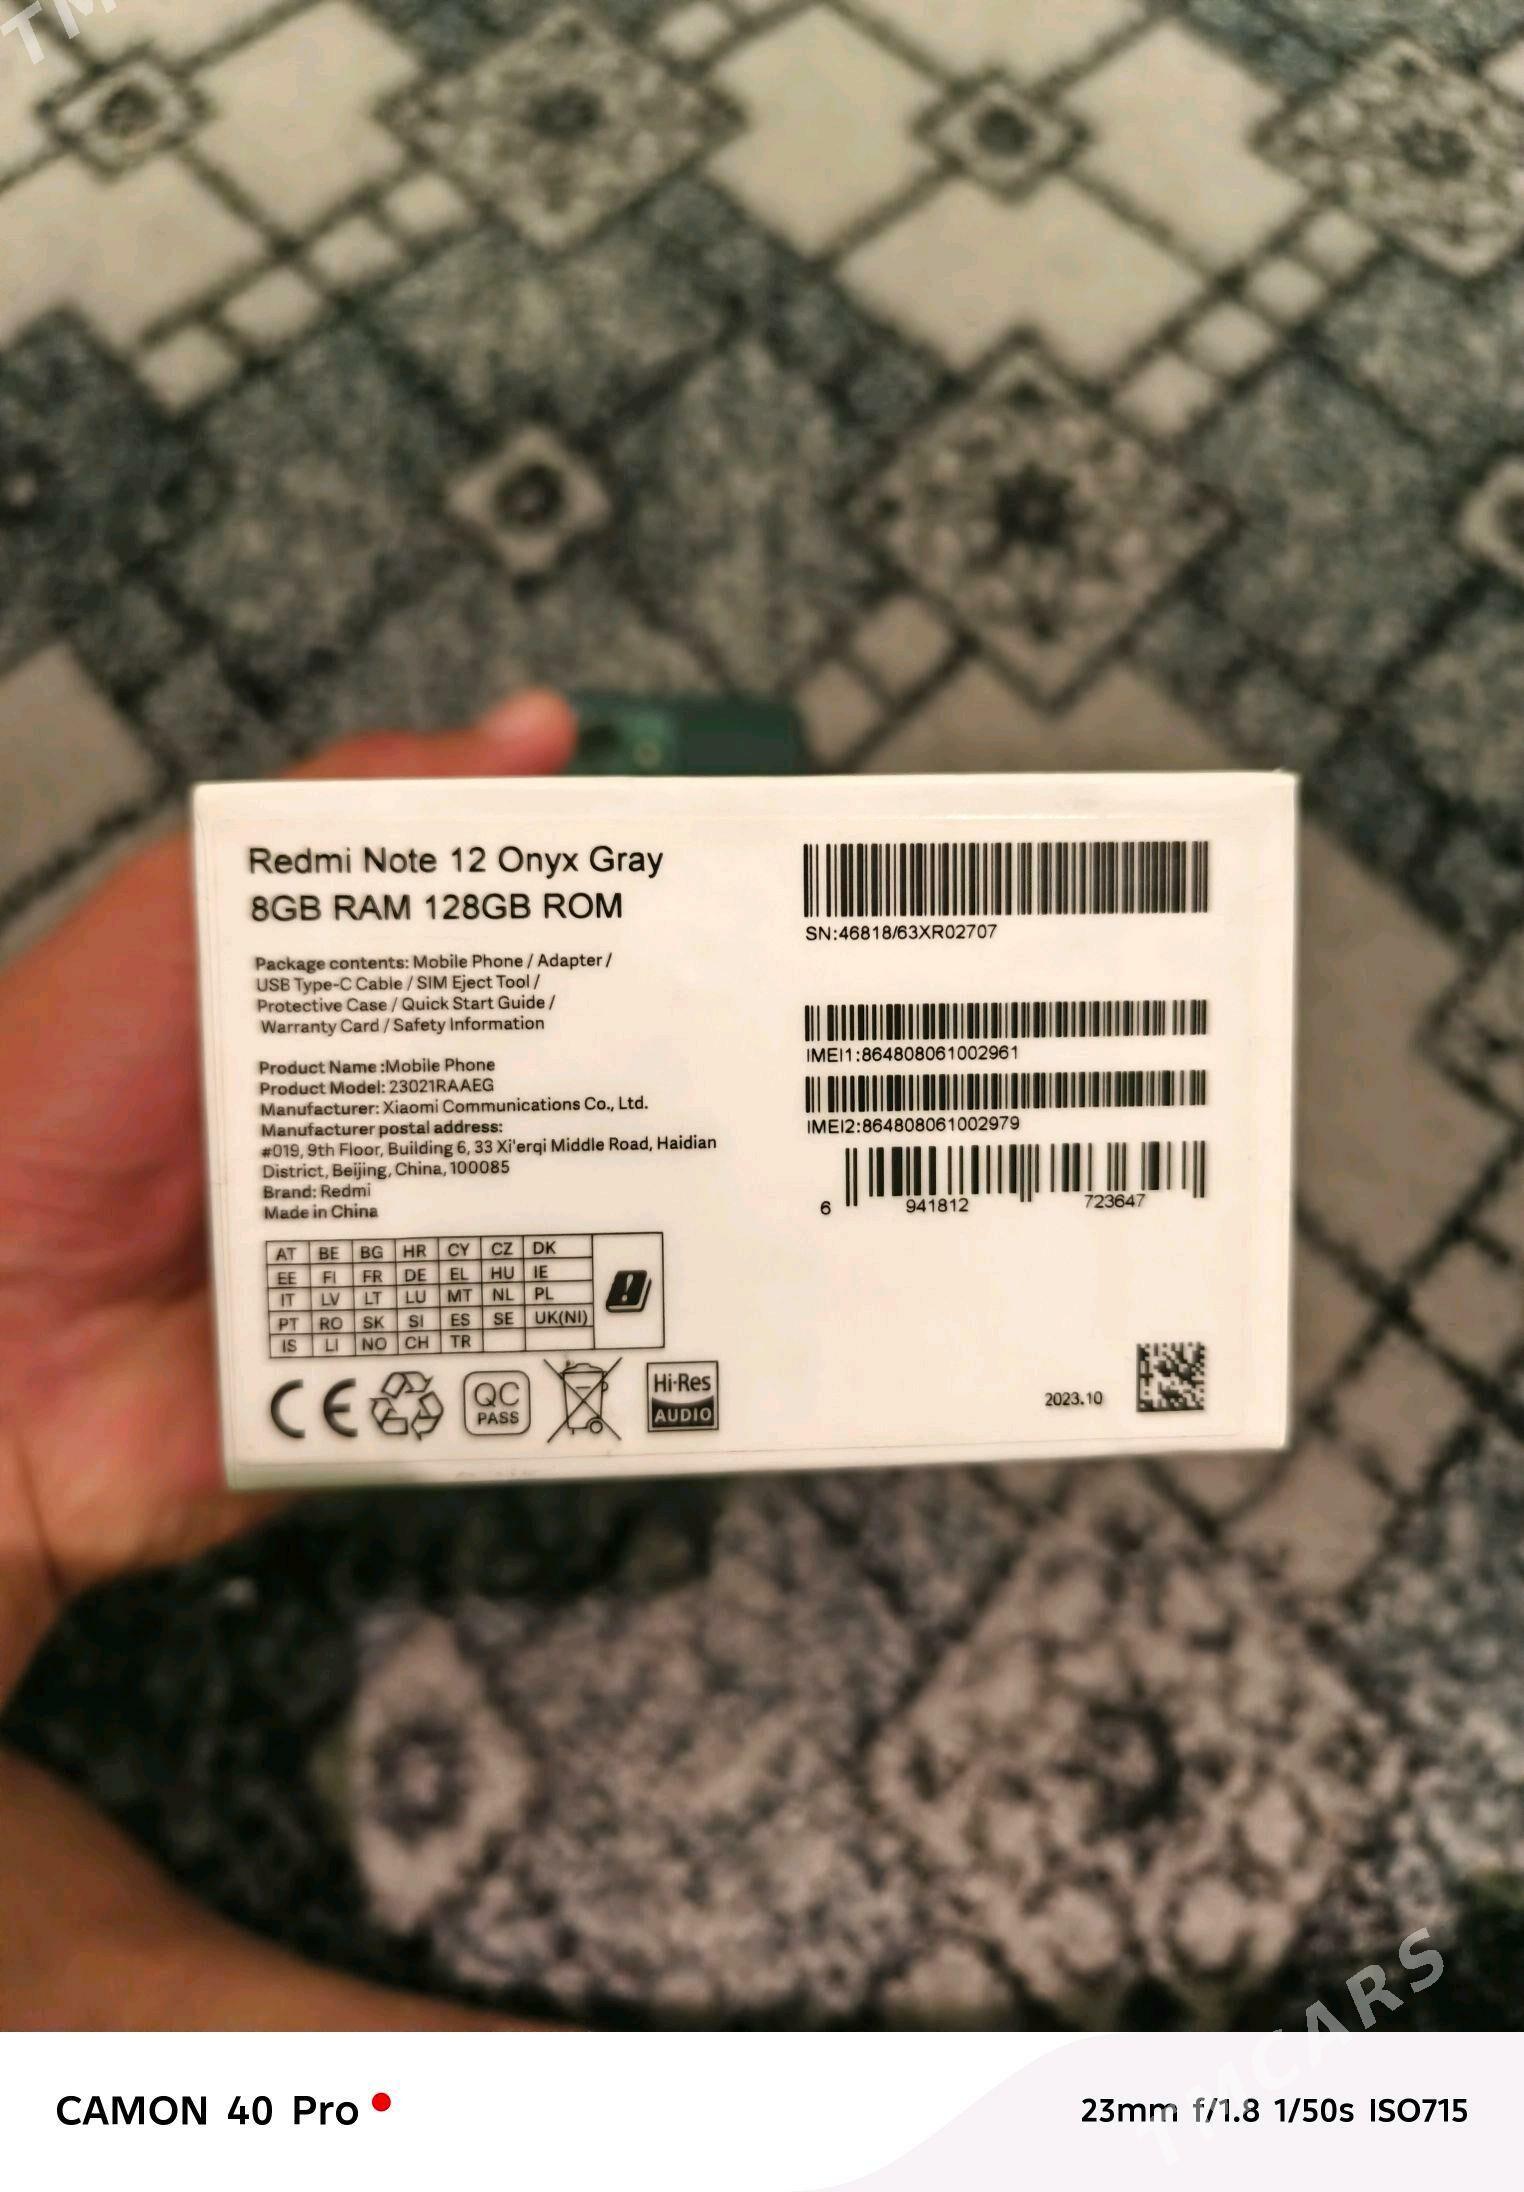 TM
Redmi Note 12 Onyx Gray
8GB RAM 128GB ROM
Package contents: Mobile Phone / Adapter /
USB Type-C Cable / SIM Eject Tool /
Protective Case / Quick Start Guide /
Warranty Card / Safety Information
Product Name :Mobile Phone
Product Model: 23021RAAEG
Manufacturer: Xiaomi Communications Co., Ltd.
Manufacturer postal address:
#019, 9th Floor, Building 6, 33 Xi'erqi Middle Road, Haidian
District, Beijing, China, 100085
Brand: Redmi
Made in China
AT BE BG HR CY CZ DK
EE FI FR DE EL HU IE
IT LV LT LU MT NL PL
PT RO SK SI ES SE UK(NI)
IS LI NO CH TR
CE
QC
PASS
Hi-Res
AUDIO
SN:46818/63XR02707
IMEI1:864808061002961
IMEI2:864808061002979
6 941812 723647
2023.10
TMCARS
CAMON 40 Pro
23mm f/1.8 1/50s ISO715